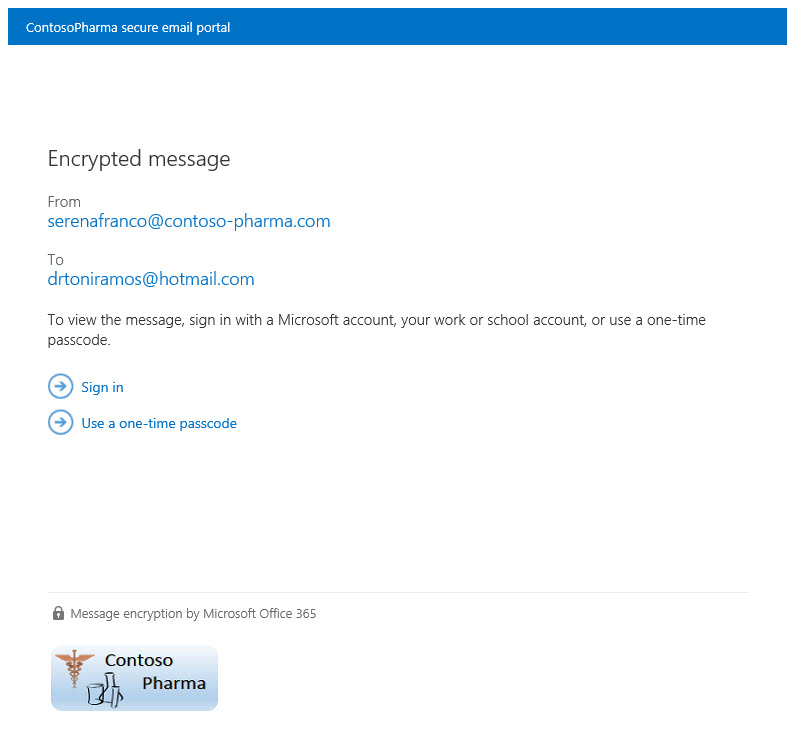 ContosoPharma secure email portal
Encrypted message
From
serenafranco@contoso-pharma.com
To
drtoniramos@hotmail.com
To view the message, sign in with a Microsoft account, your work or school account, or use a one-time
passcode.
Sign in
Use a one-time passcode
Message encryption by Microsoft Office 365
Contoso
Pharma